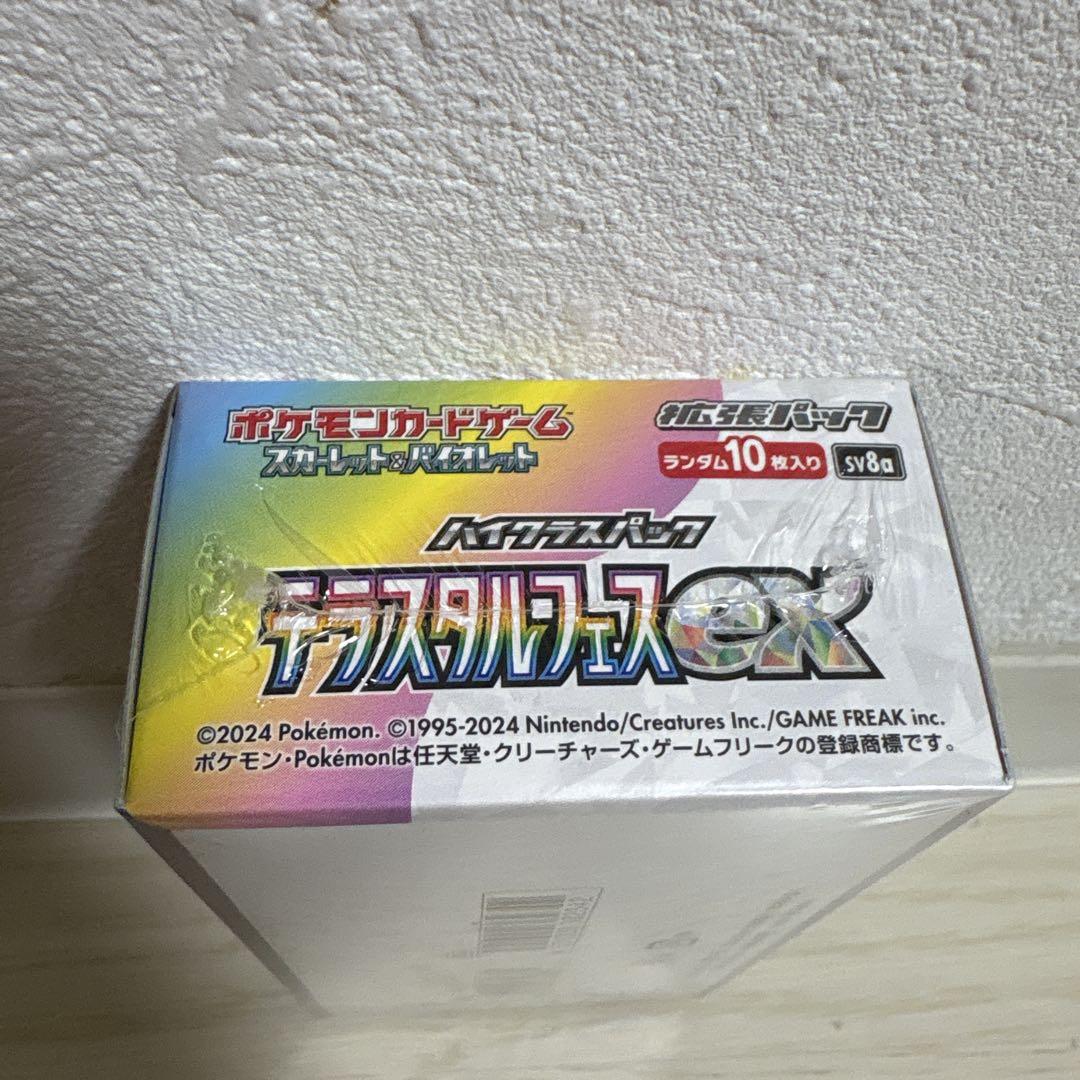 ポケモンカードゲーム™
拡張パック
スカーレット&バイオレット
ランダム10枚入り
SV8a
ハイクラスパック
テラスタルフェスex
©2024 Pokémon. ©1995-2024 Nintendo/Creatures Inc./GAME FREAK inc.
ポケモン・Pokémonは任天堂・クリーチャーズ・ゲームフリークの登録商標です。